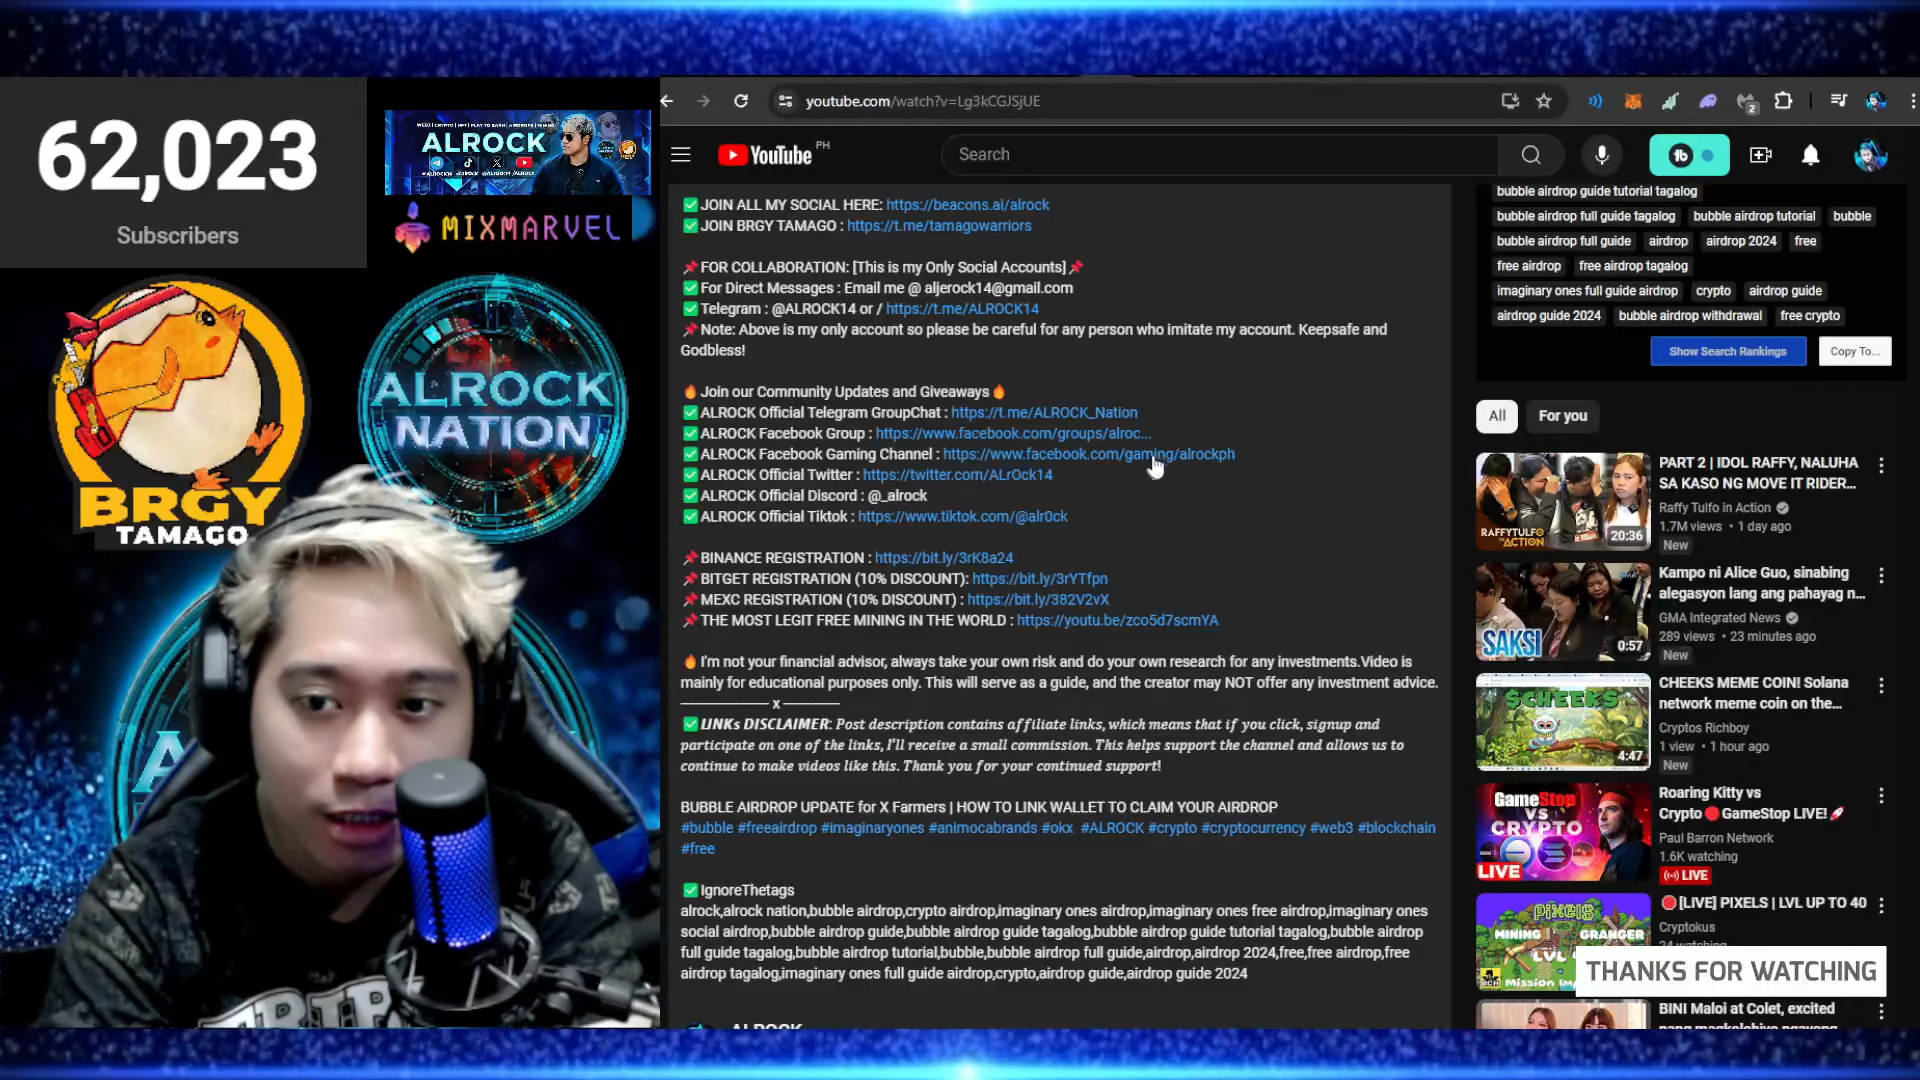 62,023
Subscribers
ALROCK
MIXMARVEL
BRGY
TAMAGO
ALROCK
NATION
youtube.com/watch?v=Lg3kCGJSjUE
2
YouTube PH
Search
JOIN ALL MY SOCIAL HERE: https://beacons.ai/alrock
JOIN BRGY TAMAGO : https://t.me/tamagowarriors
FOR COLLABORATION: [This is my Only Social Accounts]
For Direct Messages : Email me @ aljerock14@gmail.com
Telegram : @ALROCK14 or / https://t.me/ALROCK14
Note: Above is my only account so please be careful for any person who imitate my account. Keepsafe and
Godbless!
Join our Community Updates and Giveaways
ALROCK Official Telegram GroupChat : https://t.me/ALROCK_Nation
ALROCK Facebook Group : https://www.facebook.com/groups/alroc...
ALROCK Facebook Gaming Channel : https://www.facebook.com/gaming/alrockph
ALROCK Official Twitter : https://twitter.com/ALrOck14
ALROCK Official Discord : @_alrock
ALROCK Official Tiktok : https://www.tiktok.com/@alr0ck
BINANCE REGISTRATION : https://bit.ly/3rK8a24
BITGET REGISTRATION (10% DISCOUNT): https://bit.ly/3rYTfpn
MEXC REGISTRATION (10% DISCOUNT) : https://bit.ly/382V2vX
THE MOST LEGIT FREE MINING IN THE WORLD : https://youtu.be/zco5d7scmYA
I'm not your financial advisor, always take your own risk and do your own research for any investments.Video is
mainly for educational purposes only. This will serve as a guide, and the creator may NOT offer any investment advice.
——————— x —————
LINKs DISCLAIMER: Post description contains affiliate links, which means that if you click, signup and
participate on one of the links, I'll receive a small commission. This helps support the channel and allows us to
continue to make videos like this. Thank you for your continued support!
BUBBLE AIRDROP UPDATE for X Farmers | HOW TO LINK WALLET TO CLAIM YOUR AIRDROP
#bubble #freeairdrop #imaginaryones #animocabrands #okx #ALROCK #crypto #cryptocurrency #web3 #blockchain
#free
IgnoreThetags
alrock,alrock nation,bubble airdrop,crypto airdrop,imaginary ones airdrop,imaginary ones free airdrop,imaginary ones
social airdrop,bubble airdrop guide,bubble airdrop guide tagalog,bubble airdrop guide tutorial tagalog,bubble airdrop
full guide tagalog,bubble airdrop tutorial,bubble,bubble airdrop full guide,airdrop,airdrop 2024,free,free airdrop,free
airdrop tagalog,imaginary ones full guide airdrop,crypto,airdrop guide,airdrop guide 2024
ALROCK
bubble airdrop guide tutorial tagalog
bubble airdrop full guide tagalog bubble airdrop tutorial bubble
bubble airdrop full guide airdrop airdrop 2024 free
free airdrop free airdrop tagalog
imaginary ones full guide airdrop crypto airdrop guide
airdrop guide 2024 bubble airdrop withdrawal free crypto
Show Search Rankings Copy To...
All For you
RAFFYTULFO
INACTION
20:36
PART 2 | IDOL RAFFY, NALUHA
SA KASO NG MOVE IT RIDER...
Raffy Tulfo in Action
1.7M views • 1 day ago
New
SAKSI
0:57
Kampo ni Alice Guo, sinabing
alegasyon lang ang pahayag n...
GMA Integrated News
289 views • 23 minutes ago
New
$CHEEKS
4:47
CHEEKS MEME COIN! Solana
network meme coin on the...
Cryptos Richboy
1 view • 1 hour ago
New
GameStop
VS
CRYPTO
LIVE!
Roaring Kitty vs
Crypto GameStop LIVE!
Paul Barron Network
1.6K watching
LIVE
PIXELS
MINING GRANGER
[LIVE] PIXELS | LVL UP TO 40
Cryptokus
24 watching
THANKS FOR WATCHING
BINI Maloi at Colet, excited